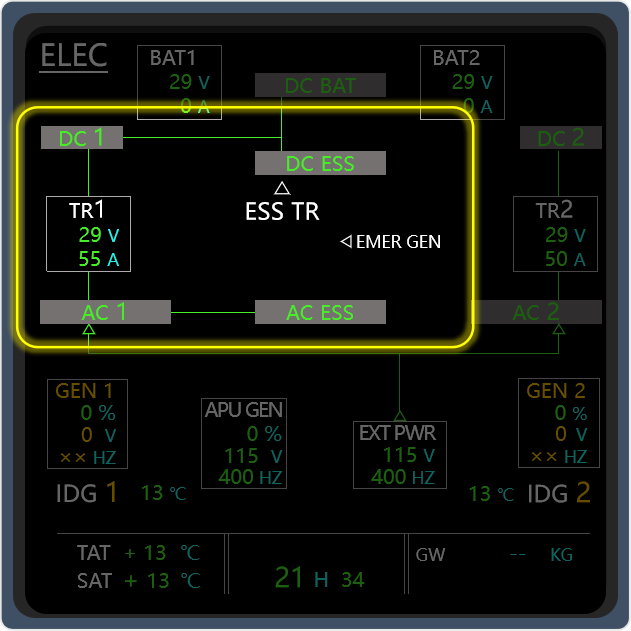 ELEC
BAT1
29 V
0 A
DC BAT
BAT2
29 V
0 A
DC 1
DC ESS
DC 2
ESS TR
TR1
29 V
55 A
EMER GEN
TR2
29 V
50 A
AC 1
AC ESS
AC 2
GEN 1
0 %
0 V
×× HZ
IDG 1 13 °C
APU GEN
0 %
115 V
400 HZ
EXT PWR
115 V
400 HZ
GEN 2
0 %
0 V
×× HZ
13 °C IDG 2
TAT + 13 °C
SAT + 13 °C
21 H 34
GW -- KG